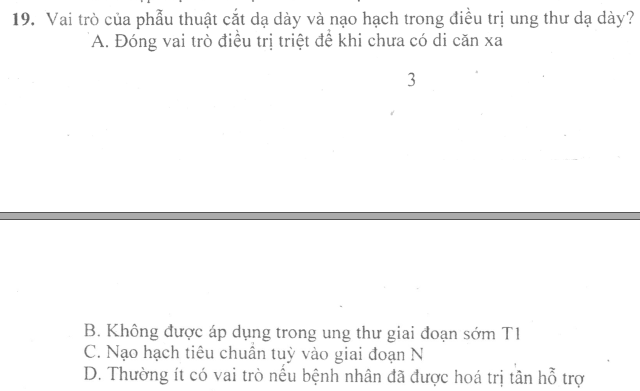 19. Vai trò của phẫu thuật cắt dạ dày và nạo hạch trong điều trị ung thư dạ dày?
A. Đóng vai trò điều trị triệt để khi chưa có di căn xa
3
B. Không được áp dụng trong ung thư giai đoạn sớm T1
C. Nạo hạch tiêu chuẩn tuỳ vào giai đoạn N
D. Thường ít có vai trò nếu bệnh nhân đã được hoá trị tân hỗ trợ